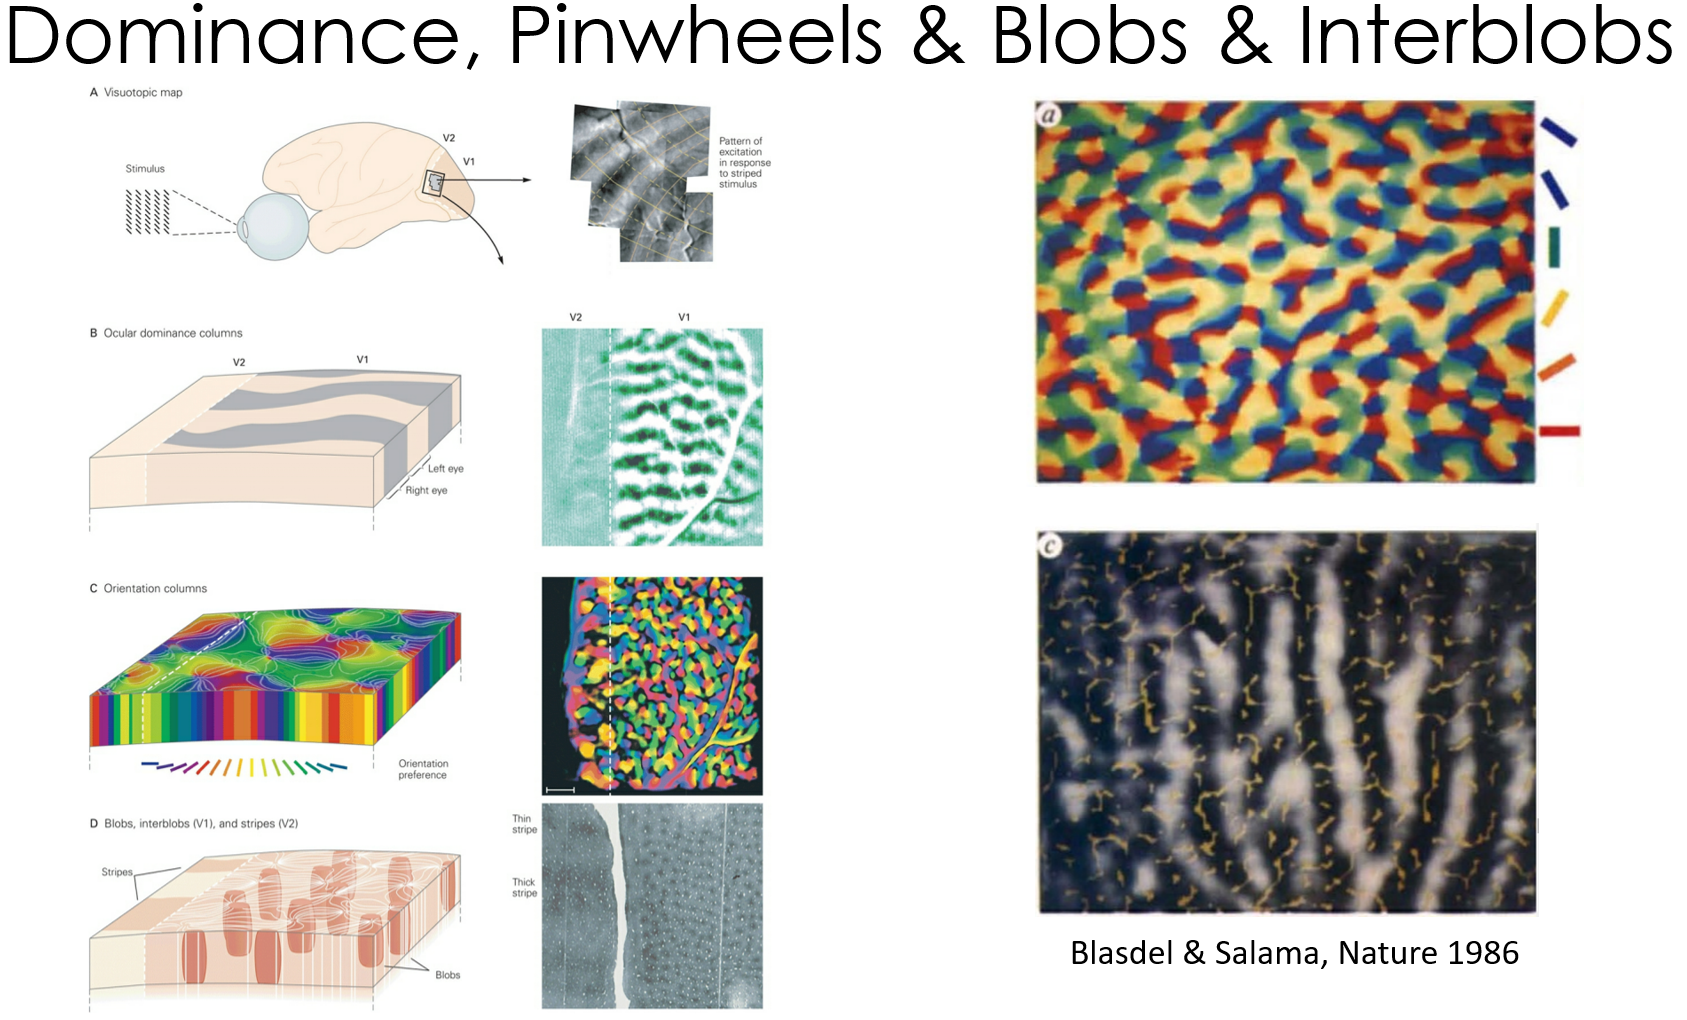 Dominance, Pinwheels & Blobs & Interblobs
A Visuotopic map
V2
V1
Stimulus
Pattern of
excitation
in response
to striped
stimulus
B Ocular dominance columns
V2
V1
V2
V1
Left eye
Right eye
C Orientation columns
Orientation
preference
D Blobs, interblobs (V1), and stripes (V2)
Stripes
Blobs
Thin
stripe
Thick
stripe
a
c
Blasdel & Salama, Nature 1986